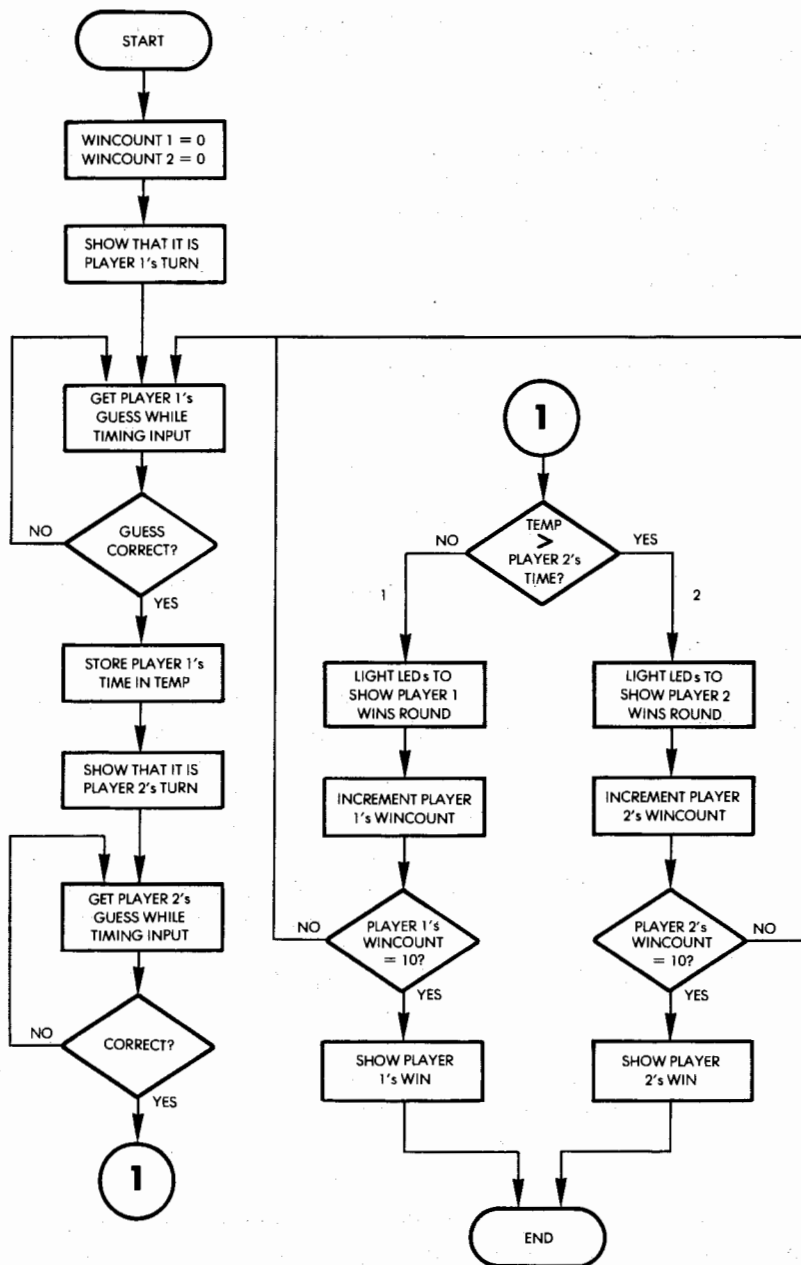 START
WINCOUNT 1 = 0
WINCOUNT 2 = 0
SHOW THAT IT IS
PLAYER 1's TURN
GET PLAYER 1's
GUESS WHILE
TIMING INPUT
NO
GUESS
CORRECT?
YES
STORE PLAYER 1's
TIME IN TEMP
SHOW THAT IT IS
PLAYER 2's TURN
GET PLAYER 2's
GUESS WHILE
TIMING INPUT
NO
CORRECT?
YES
1
1
TEMP
>
PLAYER 2's
TIME?
NO
YES
1
2
LIGHT LEDs TO
SHOW PLAYER 1
WINS ROUND
LIGHT LEDs TO
SHOW PLAYER 2
WINS ROUND
INCREMENT PLAYER
1's WINCOUNT
INCREMENT PLAYER
2's WINCOUNT
NO
PLAYER 1's
WINCOUNT
= 10?
YES
PLAYER 2's
WINCOUNT
= 10?
NO
YES
SHOW PLAYER
1's WIN
SHOW PLAYER
2's WIN
END